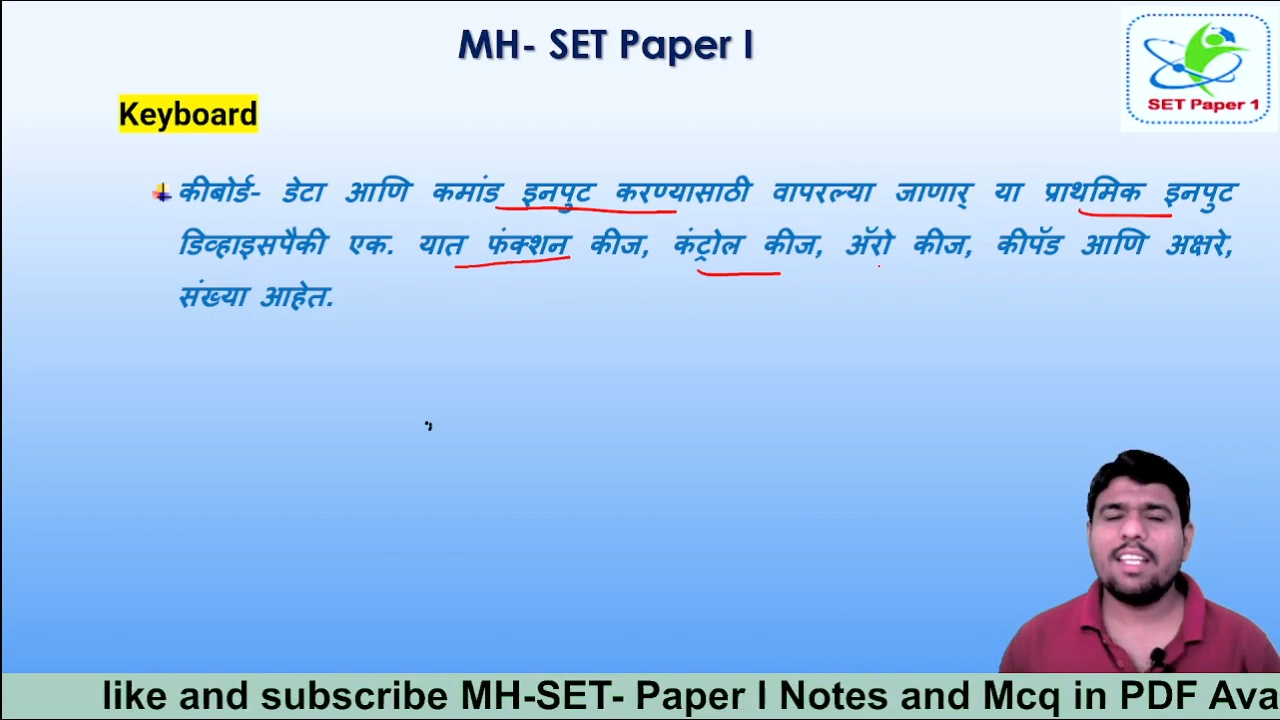 MH- SET Paper I
SET Paper 1
Keyboard
कीबोर्ड- डेटा आणि कमांड इनपुट करण्यासाठी वापरल्या जाणार् या प्राथमिक इनपुट
डिव्हाइसपैकी एक. यात फंक्शन कीज, कंट्रोल कीज, ॲरो कीज, कीपॅड आणि अक्षरे,
संख्या आहेत.
like and subscribe MH-SET- Paper I Notes and Mcq in PDF Ava